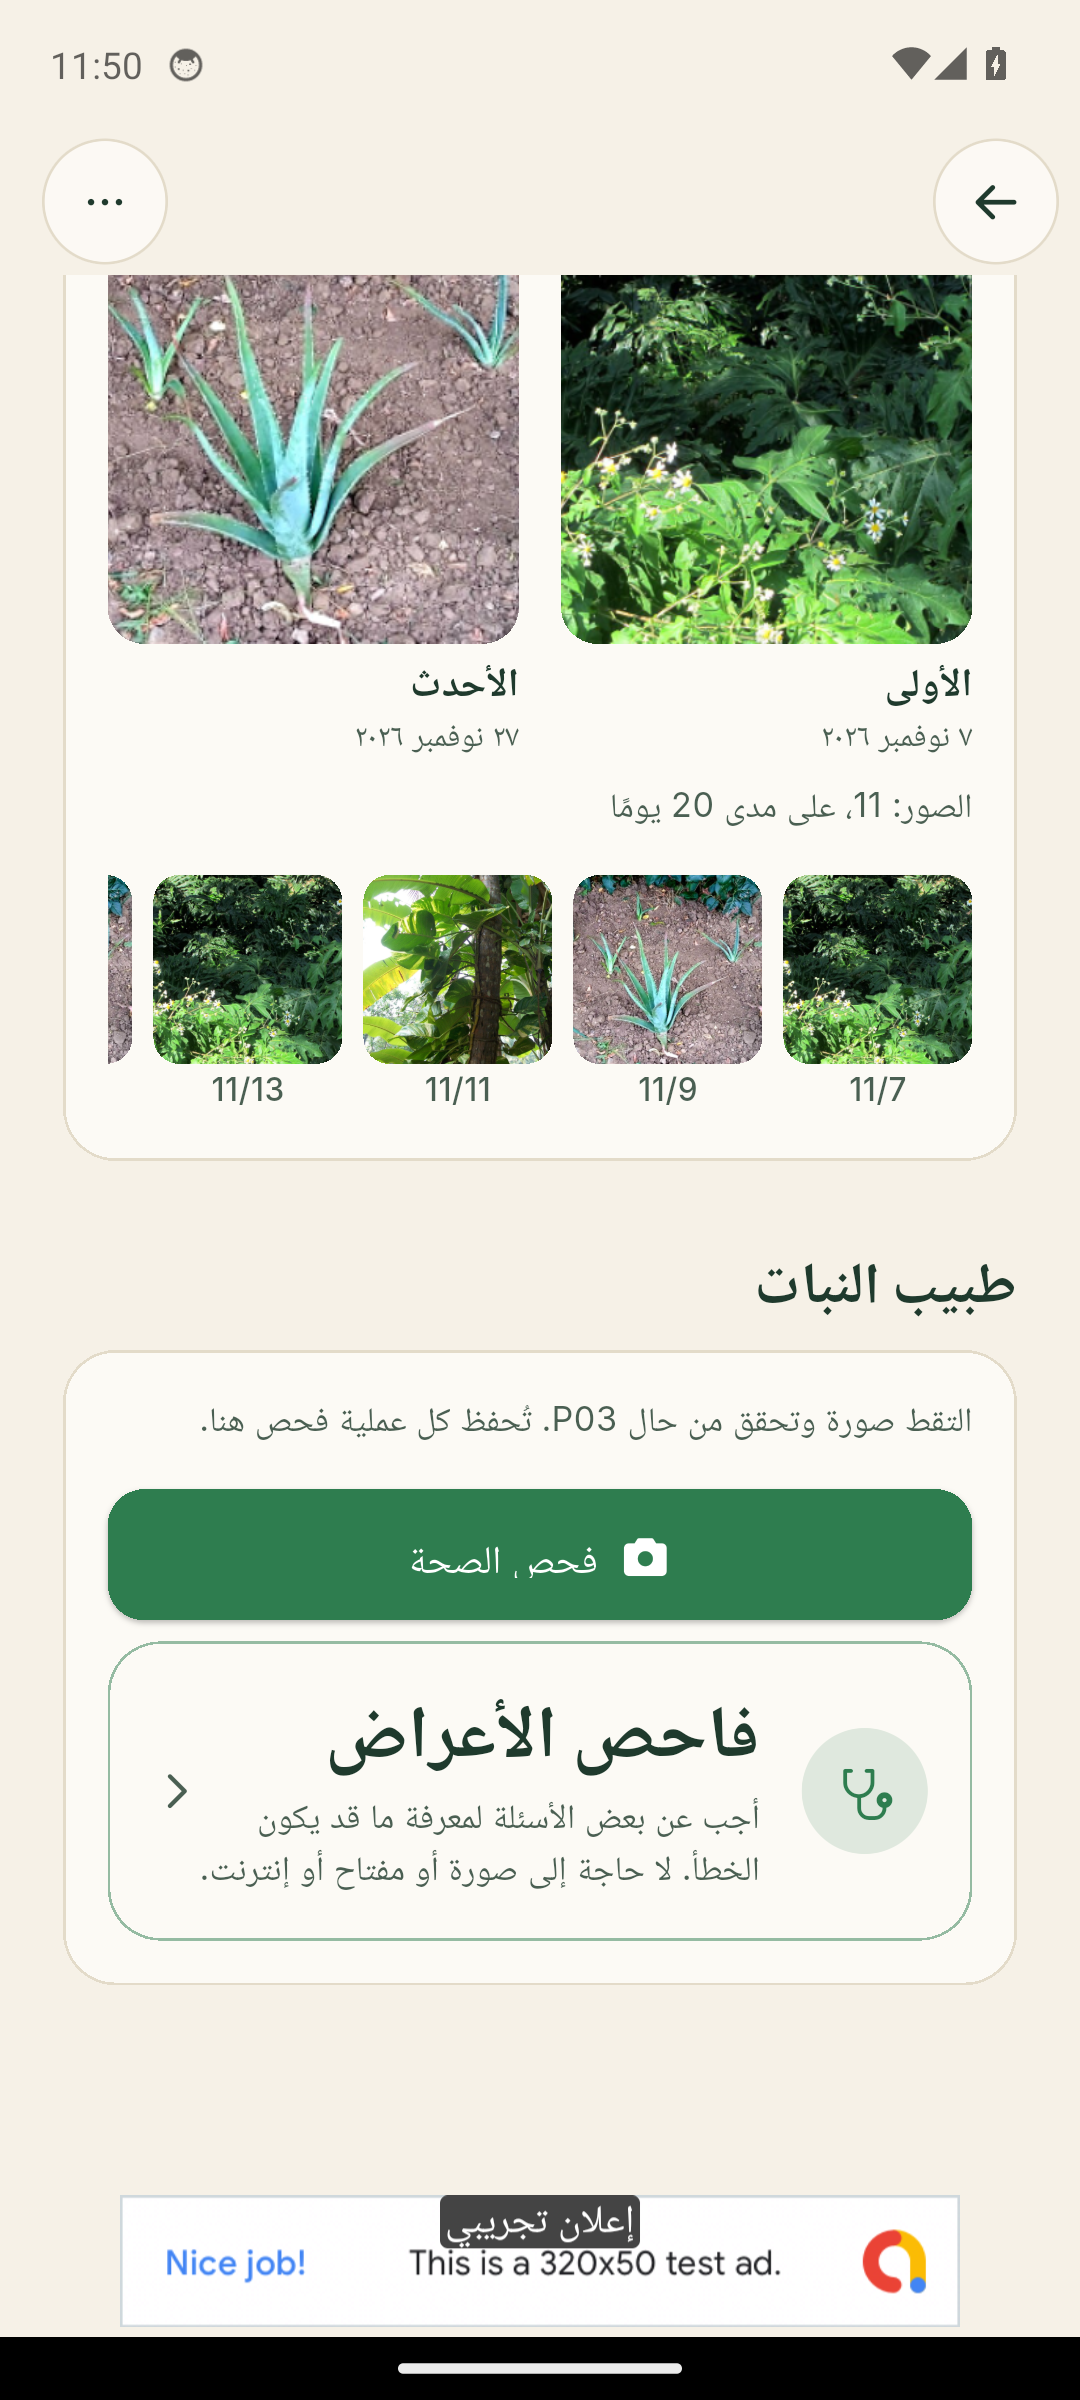 11:50
الأولى
الأحدث
٧ نوفمبر ٢٠٢٦
٢٧ نوفمبر ٢٠٢٦
الصور: 11، على مدى 20 يومًا
11/7
11/9
11/11
11/13
طبيب النبات
التقط صورة وتحقق من حال P03. تُحفظ كل عملية فحص هنا.
فحص الصحة
فاحص الأعراض
أجب عن بعض الأسئلة لمعرفة ما قد يكون
الخطأ. لا حاجة إلى صورة أو مفتاح أو إنترنت.
إعلان تجريبي
Nice job!
This is a 320x50 test ad.